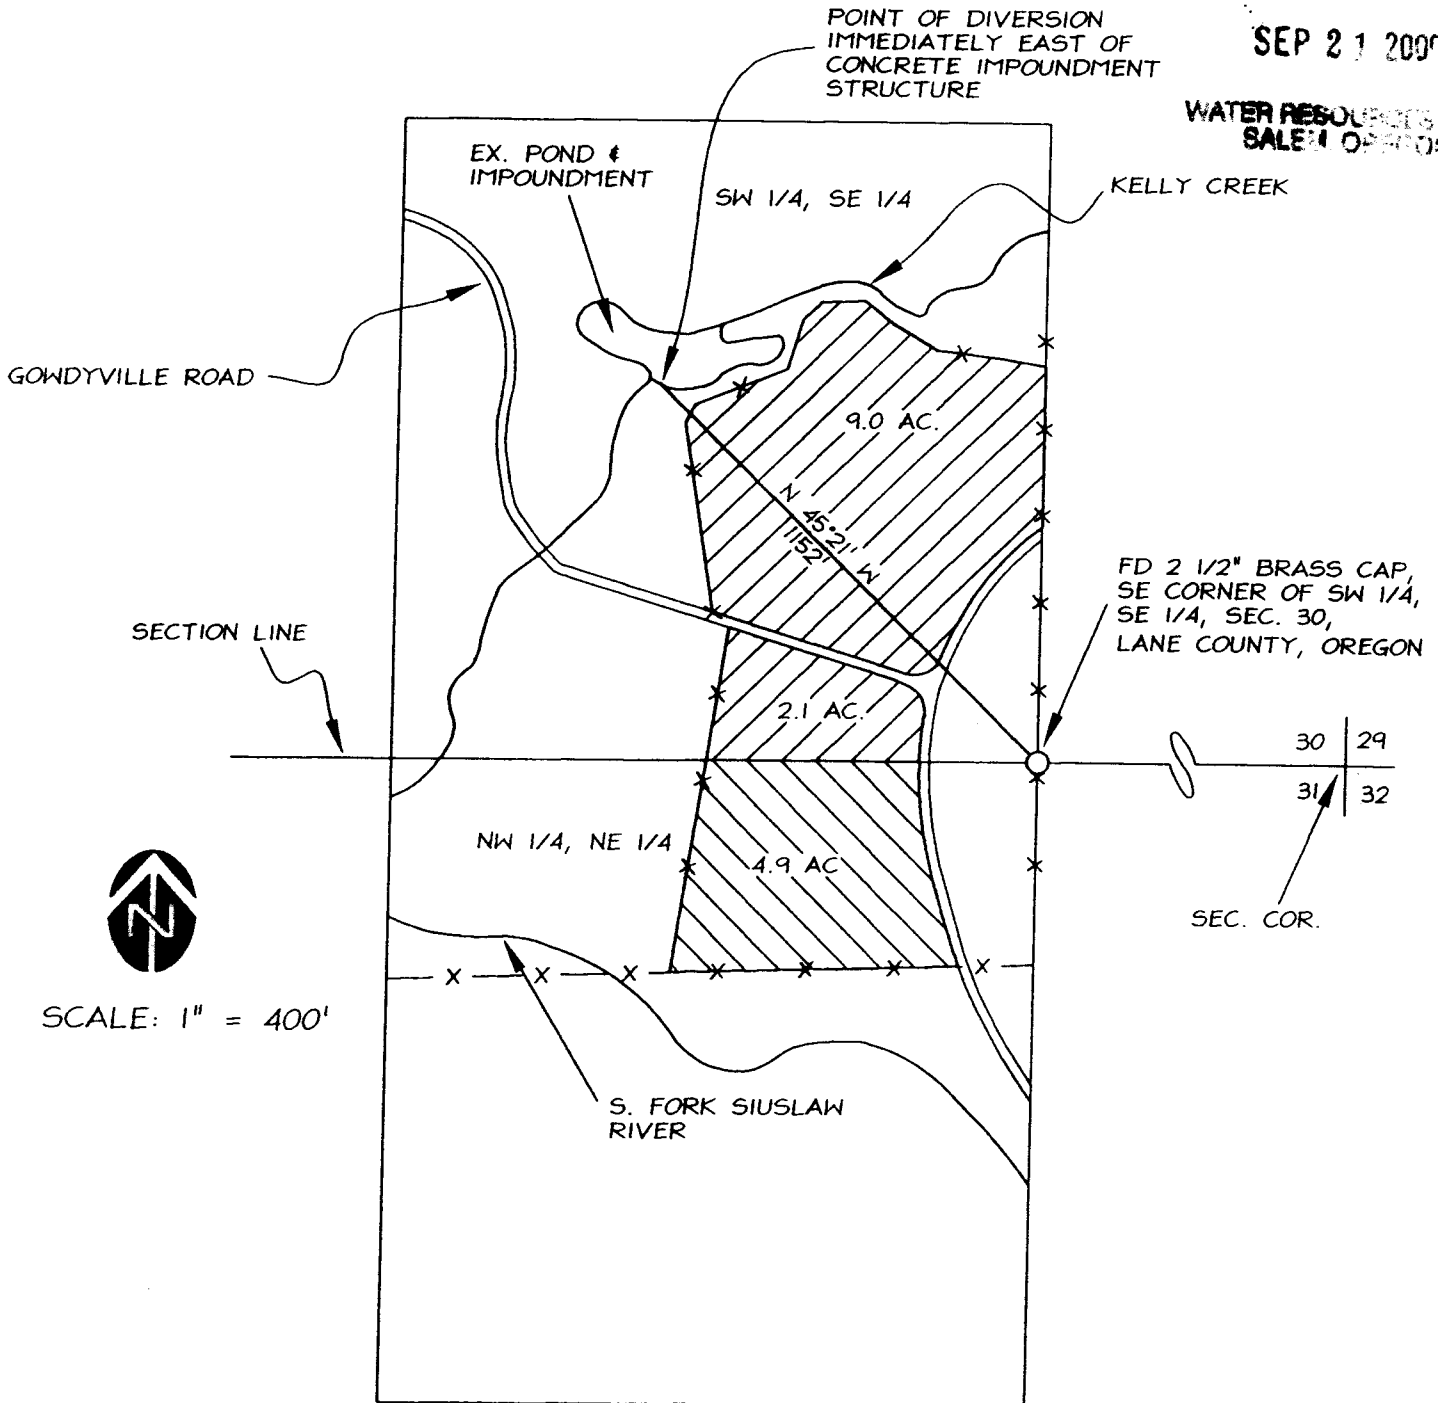 POINT OF DIVERSION
IMMEDIATELY EAST OF
CONCRETE IMPOUNDMENT
STRUCTURE
SEP 21
WATER RESOURCES
SALEM
EX. POND &
IMPOUNDMENT
SW 1/4, SE 1/4
KELLY CREEK
GOWDYVILLE ROAD
9.0 AC.
N 45°21' W
1152'
FD 2 1/2" BRASS CAP,
SE CORNER OF SW 1/4,
SE 1/4, SEC. 30,
LANE COUNTY, OREGON
SECTION LINE
2.1 AC.
30 29
31 32
NW 1/4, NE 1/4
4.9 AC
SEC. COR.
N
SCALE: 1" = 400'
S. FORK SIUSLAW
RIVER